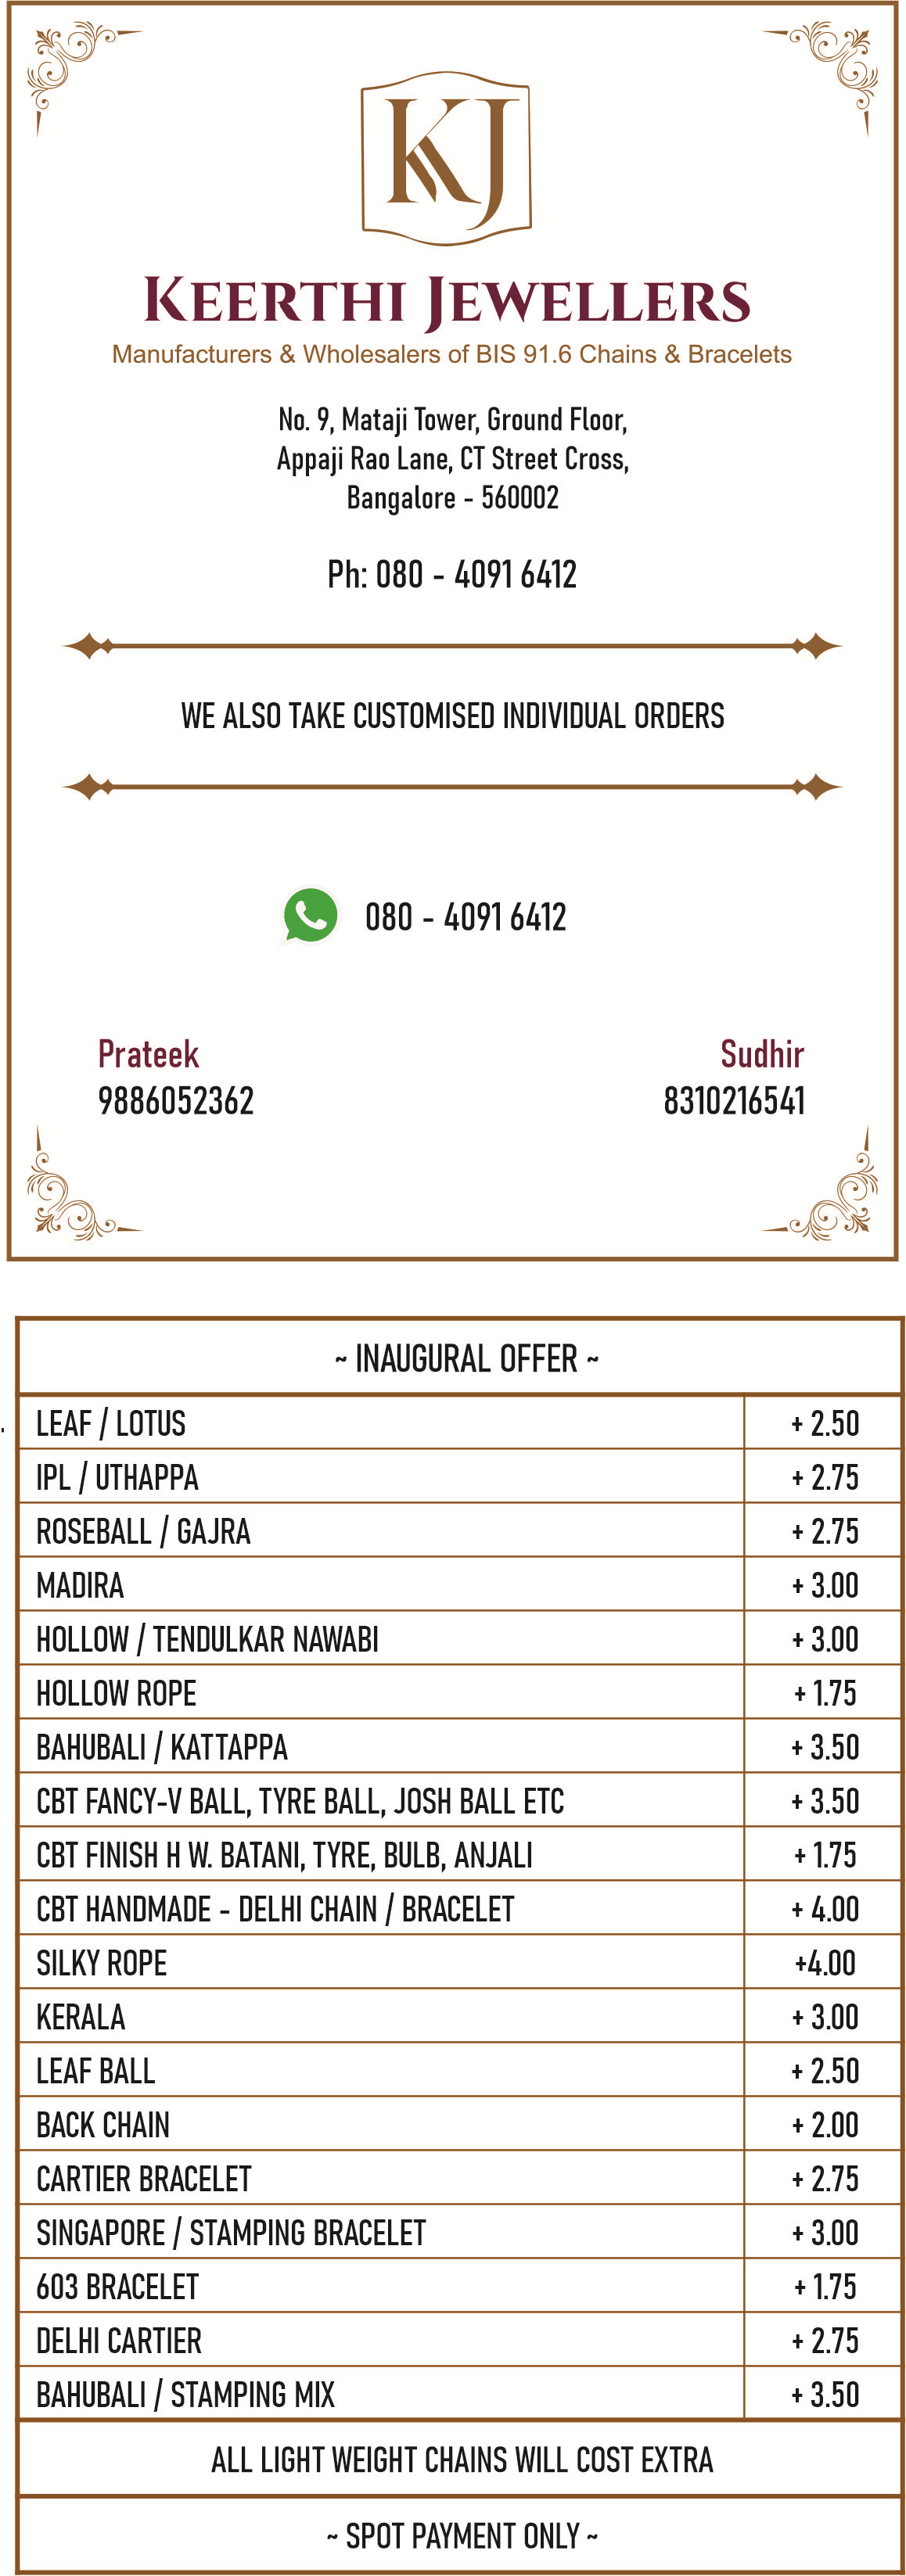 KJ
KEERTHI JEWELLERS
Manufacturers & Wholesalers of BIS 91.6 Chains & Bracelets
No. 9, Mataji Tower, Ground Floor,
Appaji Rao Lane, CT Street Cross,
Bangalore - 560002
Ph: 080 - 4091 6412
WE ALSO TAKE CUSTOMISED INDIVIDUAL ORDERS
080 - 4091 6412
Prateek Sudhir
9886052362 8310216541
~ INAUGURAL OFFER ~
LEAF / LOTUS + 2.50
IPL / UTHAPPA + 2.75
ROSEBALL / GAJRA + 2.75
MADIRA + 3.00
HOLLOW / TENDULKAR NAWABI + 3.00
HOLLOW ROPE + 1.75
BAHUBALI / KATTAPPA + 3.50
CBT FANCY-V BALL, TYRE BALL, JOSH BALL ETC + 3.50
CBT FINISH H W. BATANI, TYRE, BULB, ANJALI + 1.75
CBT HANDMADE - DELHI CHAIN / BRACELET + 4.00
SILKY ROPE +4.00
KERALA + 3.00
LEAF BALL + 2.50
BACK CHAIN + 2.00
CARTIER BRACELET + 2.75
SINGAPORE / STAMPING BRACELET + 3.00
603 BRACELET + 1.75
DELHI CARTIER + 2.75
BAHUBALI / STAMPING MIX + 3.50
ALL LIGHT WEIGHT CHAINS WILL COST EXTRA
~ SPOT PAYMENT ONLY ~